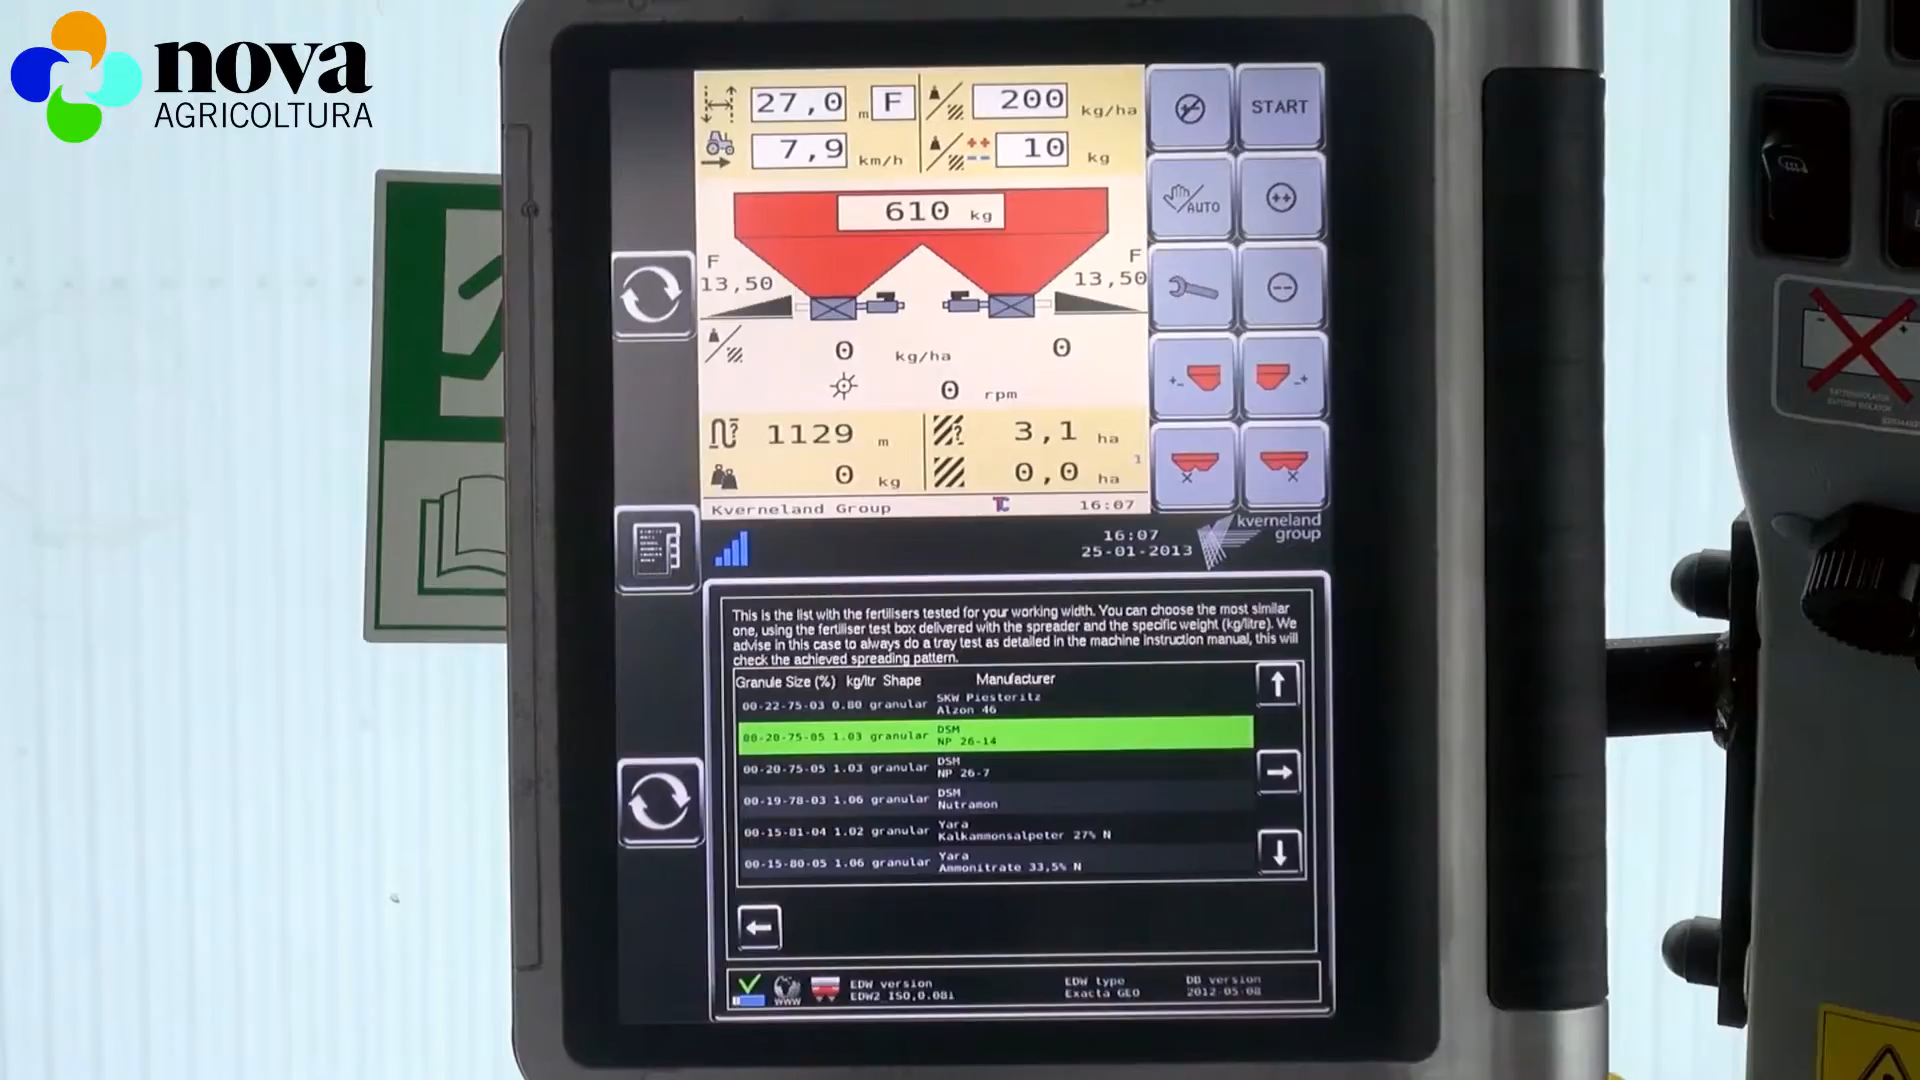 nova
AGRICOLTURA
27,0 m F
200 kg/ha
START
7,9 km/h
10 kg
AUTO
610 kg
F
13,50
F
13,50
0 kg/ha 0
0 rpm
1129 m
3,1 ha
0 kg
0,0 ha
1
Kverneland Group
TC
16:07
16:07
25-01-2013
kverneland
group
This is the list with the fertilisers tested for your working width. You can choose the most similar
one, using the fertiliser test box delivered with the spreader and the specific weight (kg/litre). We
advise in this case to always do a tray test as detailed in the machine instruction manual, this will
check the achieved spreading pattern.
Granule Size (%) kg/ltr Shape Manufacturer
00-22-75-03 0.80 granular SKW Piesteritz
Alzon 46
00-20-75-05 1.03 granular DSM
NP 26-14
00-20-75-05 1.03 granular DSM
NP 26-7
00-19-78-03 1.06 granular DSM
Nutramon
00-15-81-04 1.02 granular Yara
Kalkammonsalpeter 27% N
00-15-80-05 1.06 granular Yara
Ammonitrate 33,5% N
WWW
EDW version
EDW2 ISO,0.081
EDW type
Exacta GEO
DB version
2012-05-08